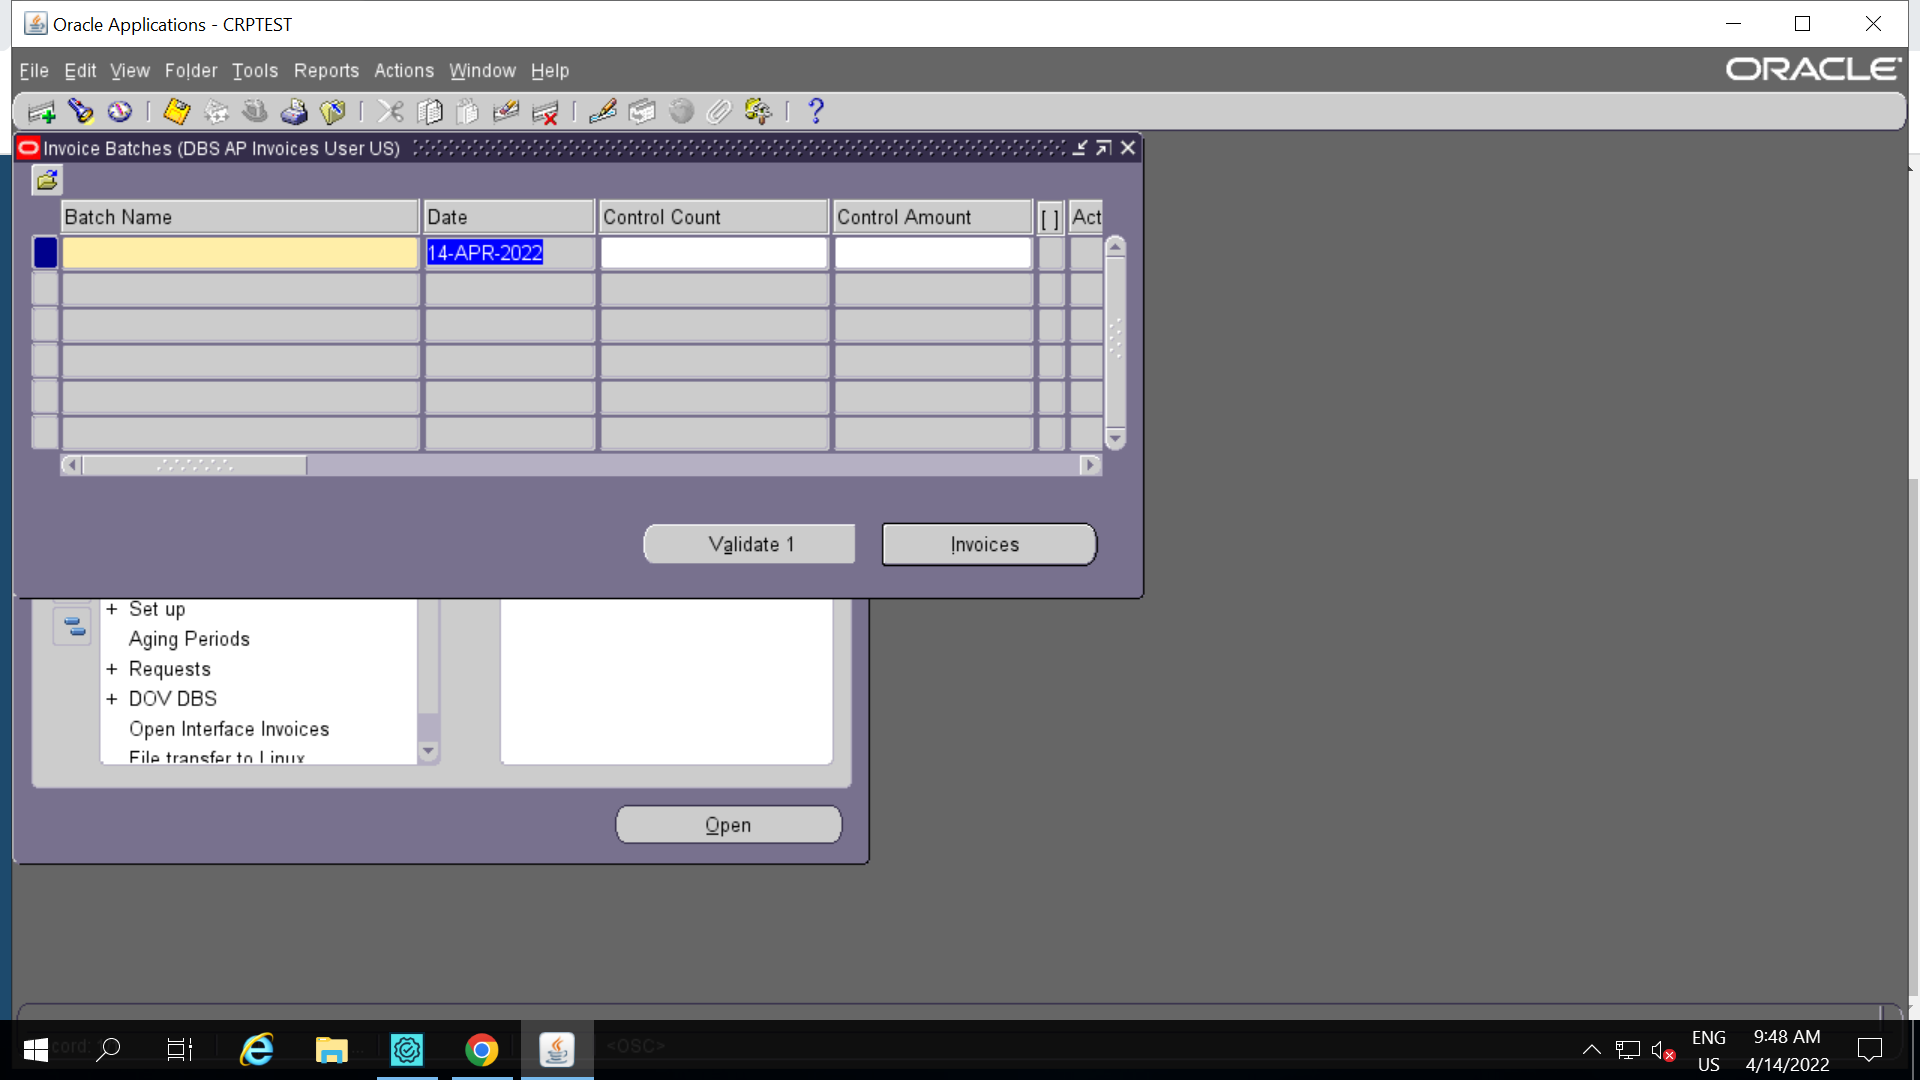 Oracle Applications - CRPTEST
File Edit View Folder Tools Reports Actions Window Help
ORACLE
Invoice Batches (DBS AP Invoices User US)
Batch Name Date Control Count Control Amount [ ] Act
14-APR-2022
Validate 1 Invoices
+ Set up
Aging Periods
+ Requests
+ DOV DBS
Open Interface Invoices
File transfer to Linux
Open
cord: <OSC>
ENG
US
9:48 AM
4/14/2022